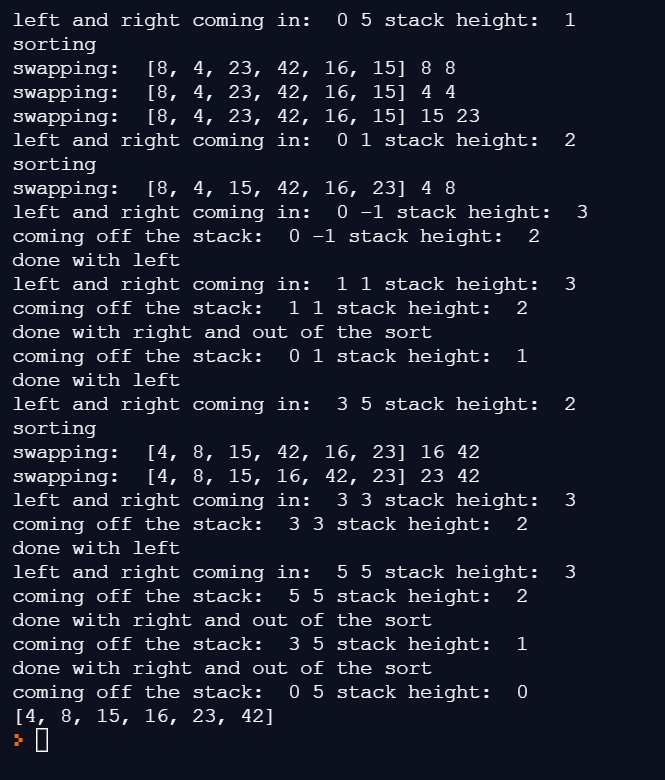 left and right coming in:  0 5 stack height:  1
sorting
swapping:  [8, 4, 23, 42, 16, 15] 8 8
swapping:  [8, 4, 23, 42, 16, 15] 4 4
swapping:  [8, 4, 23, 42, 16, 15] 15 23
left and right coming in:  0 1 stack height:  2
sorting
swapping:  [8, 4, 15, 42, 16, 23] 4 8
left and right coming in:  0 -1 stack height:  3
coming off the stack:  0 -1 stack height:  2
done with left
left and right coming in:  1 1 stack height:  3
coming off the stack:  1 1 stack height:  2
done with right and out of the sort
coming off the stack:  0 1 stack height:  1
done with left
left and right coming in:  3 5 stack height:  2
sorting
swapping:  [4, 8, 15, 42, 16, 23] 16 42
swapping:  [4, 8, 15, 16, 42, 23] 23 42
left and right coming in:  3 3 stack height:  3
coming off the stack:  3 3 stack height:  2
done with left
left and right coming in:  5 5 stack height:  3
coming off the stack:  5 5 stack height:  2
done with right and out of the sort
coming off the stack:  3 5 stack height:  1
done with right and out of the sort
coming off the stack:  0 5 stack height:  0
[4, 8, 15, 16, 23, 42]